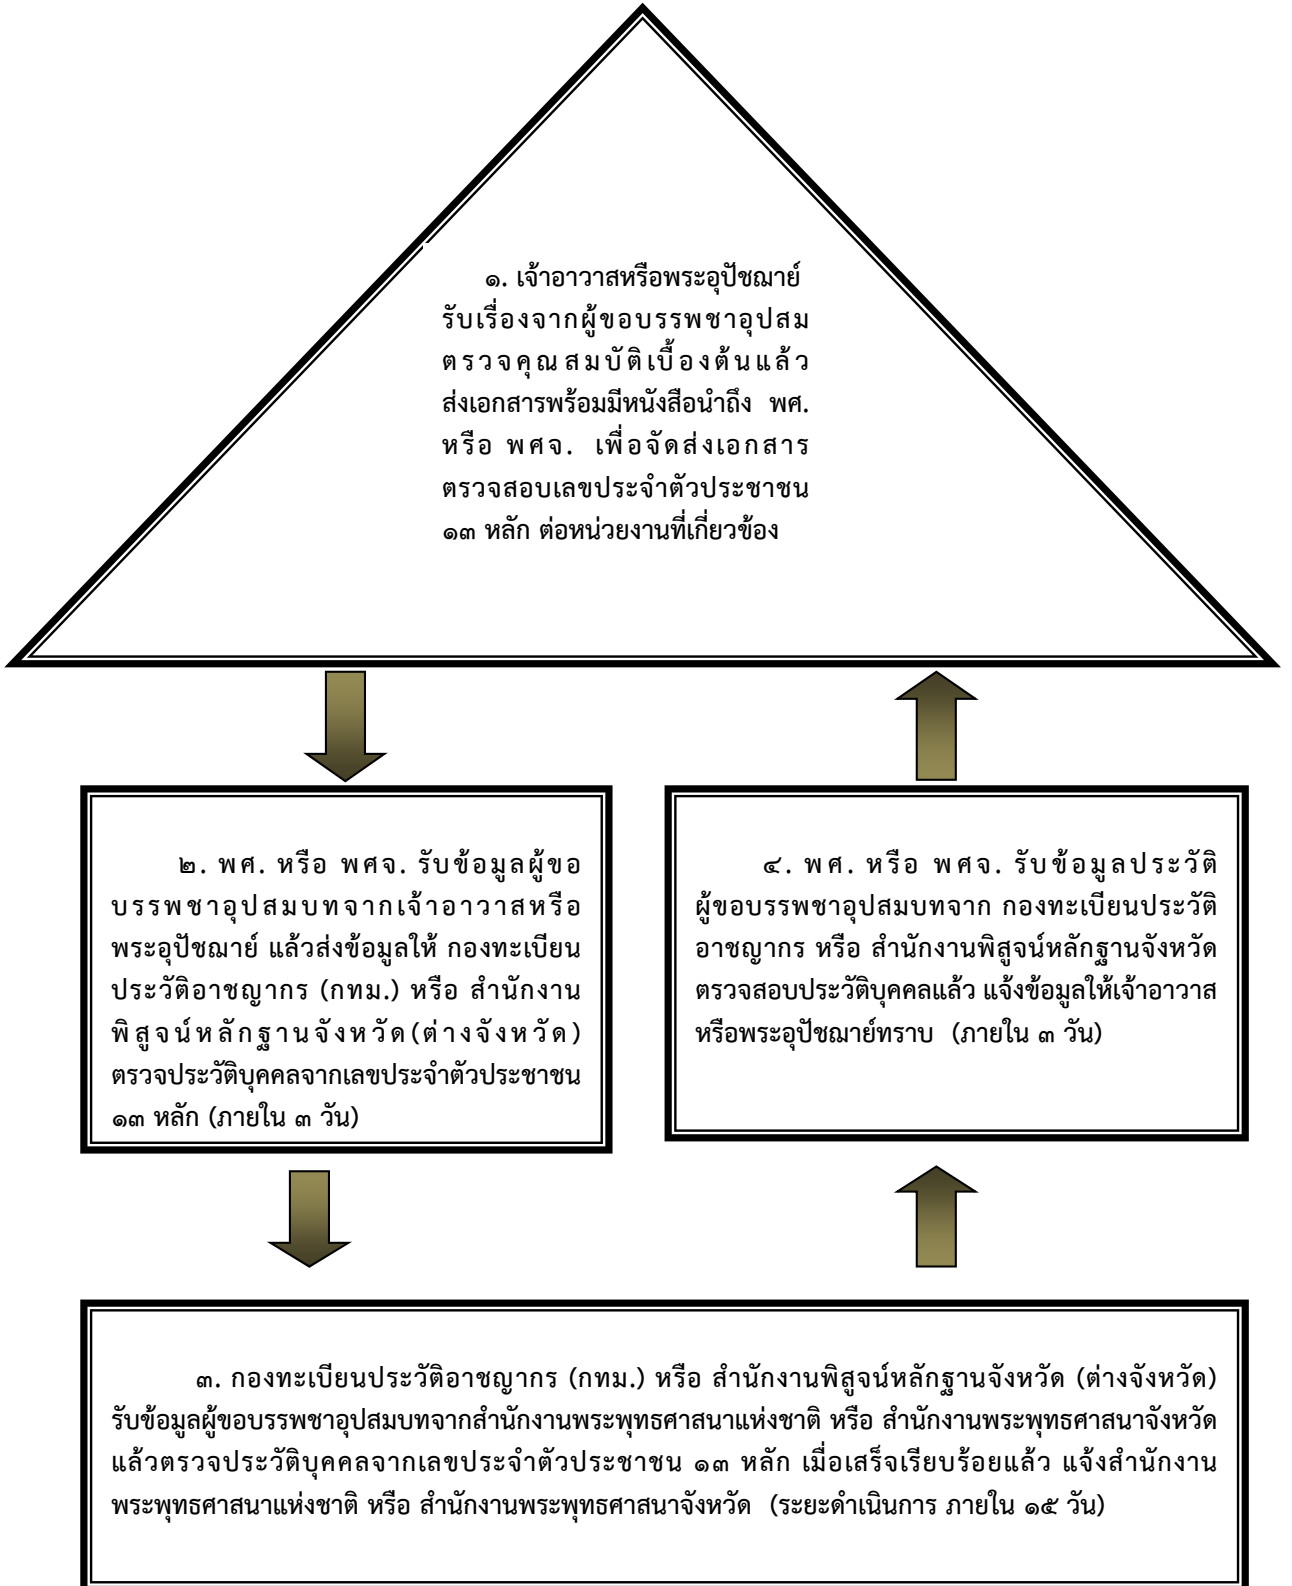 ๑. เจ้าอาวาสหรือพระอุปัชฌาย์
รับเรื่องจากผู้ขอบรรพชาอุปสม
ตรวจคุณสมบัติเบื้องต้นแล้ว
ส่งเอกสารพร้อมมีหนังสือนำถึง พศ.
หรือ พศจ. เพื่อจัดส่งเอกสาร
ตรวจสอบเลขประจำตัวประชาชน
๑๓ หลัก ต่อหน่วยงานที่เกี่ยวข้อง
๒. พศ. หรือ พศจ. รับข้อมูลผู้ขอ
บรรพชาอุปสมบทจากเจ้าอาวาสหรือ
พระอุปัชฌาย์ แล้วส่งข้อมูลให้ กองทะเบียน
ประวัติอาชญากร (กทม.) หรือ สำนักงาน
พิสูจน์หลักฐานจังหวัด(ต่างจังหวัด)
ตรวจประวัติบุคคลจากเลขประจำตัวประชาชน
๑๓ หลัก (ภายใน ๓ วัน)
๔. พศ. หรือ พศจ. รับข้อมูลประวัติ
ผู้ขอบรรพชาอุปสมบทจาก กองทะเบียนประวัติ
อาชญากร หรือ สำนักงานพิสูจน์หลักฐานจังหวัด
ตรวจสอบประวัติบุคคลแล้ว แจ้งข้อมูลให้เจ้าอาวาส
หรือพระอุปัชฌาย์ทราบ (ภายใน ๓ วัน)
๓. กองทะเบียนประวัติอาชญากร (กทม.) หรือ สำนักงานพิสูจน์หลักฐานจังหวัด (ต่างจังหวัด)
รับข้อมูลผู้ขอบรรพชาอุปสมบทจากสำนักงานพระพุทธศาสนาแห่งชาติ หรือ สำนักงานพระพุทธศาสนาจังหวัด
แล้วตรวจประวัติบุคคลจากเลขประจำตัวประชาชน ๑๓ หลัก เมื่อเสร็จเรียบร้อยแล้ว แจ้งสำนักงาน
พระพุทธศาสนาแห่งชาติ หรือ สำนักงานพระพุทธศาสนาจังหวัด (ระยะดำเนินการ ภายใน ๑๕ วัน)